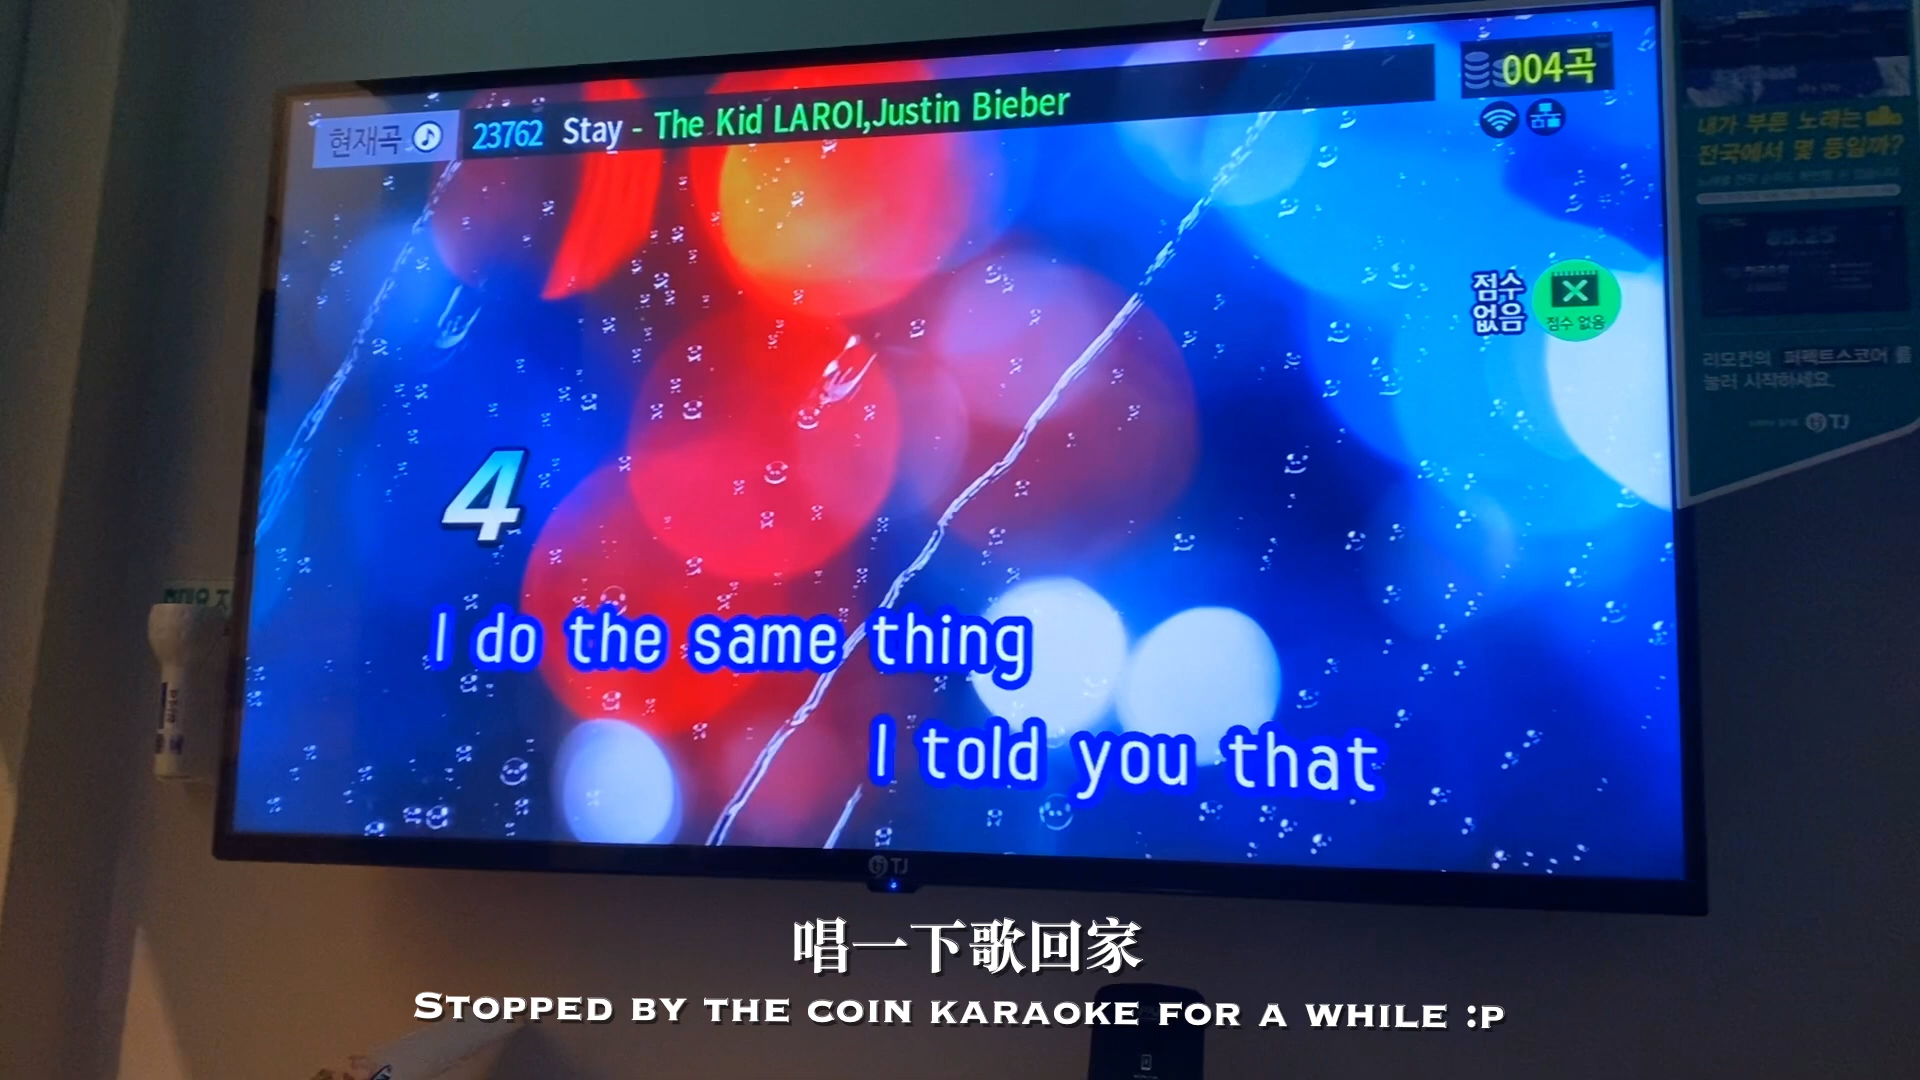 현재곡 23762 Stay - The Kid LAROI,Justin Bieber
004곡
점수
없음
점수 없음
4
I do the same thing
I told you that
TJ
내가 부른 노래는
전국에서 몇 등일까?
리모컨의 퍼펙트스코어 를
눌러 시작하세요.
TJ
唱一下歌回家
STOPPED BY THE COIN KARAOKE FOR A WHILE :P